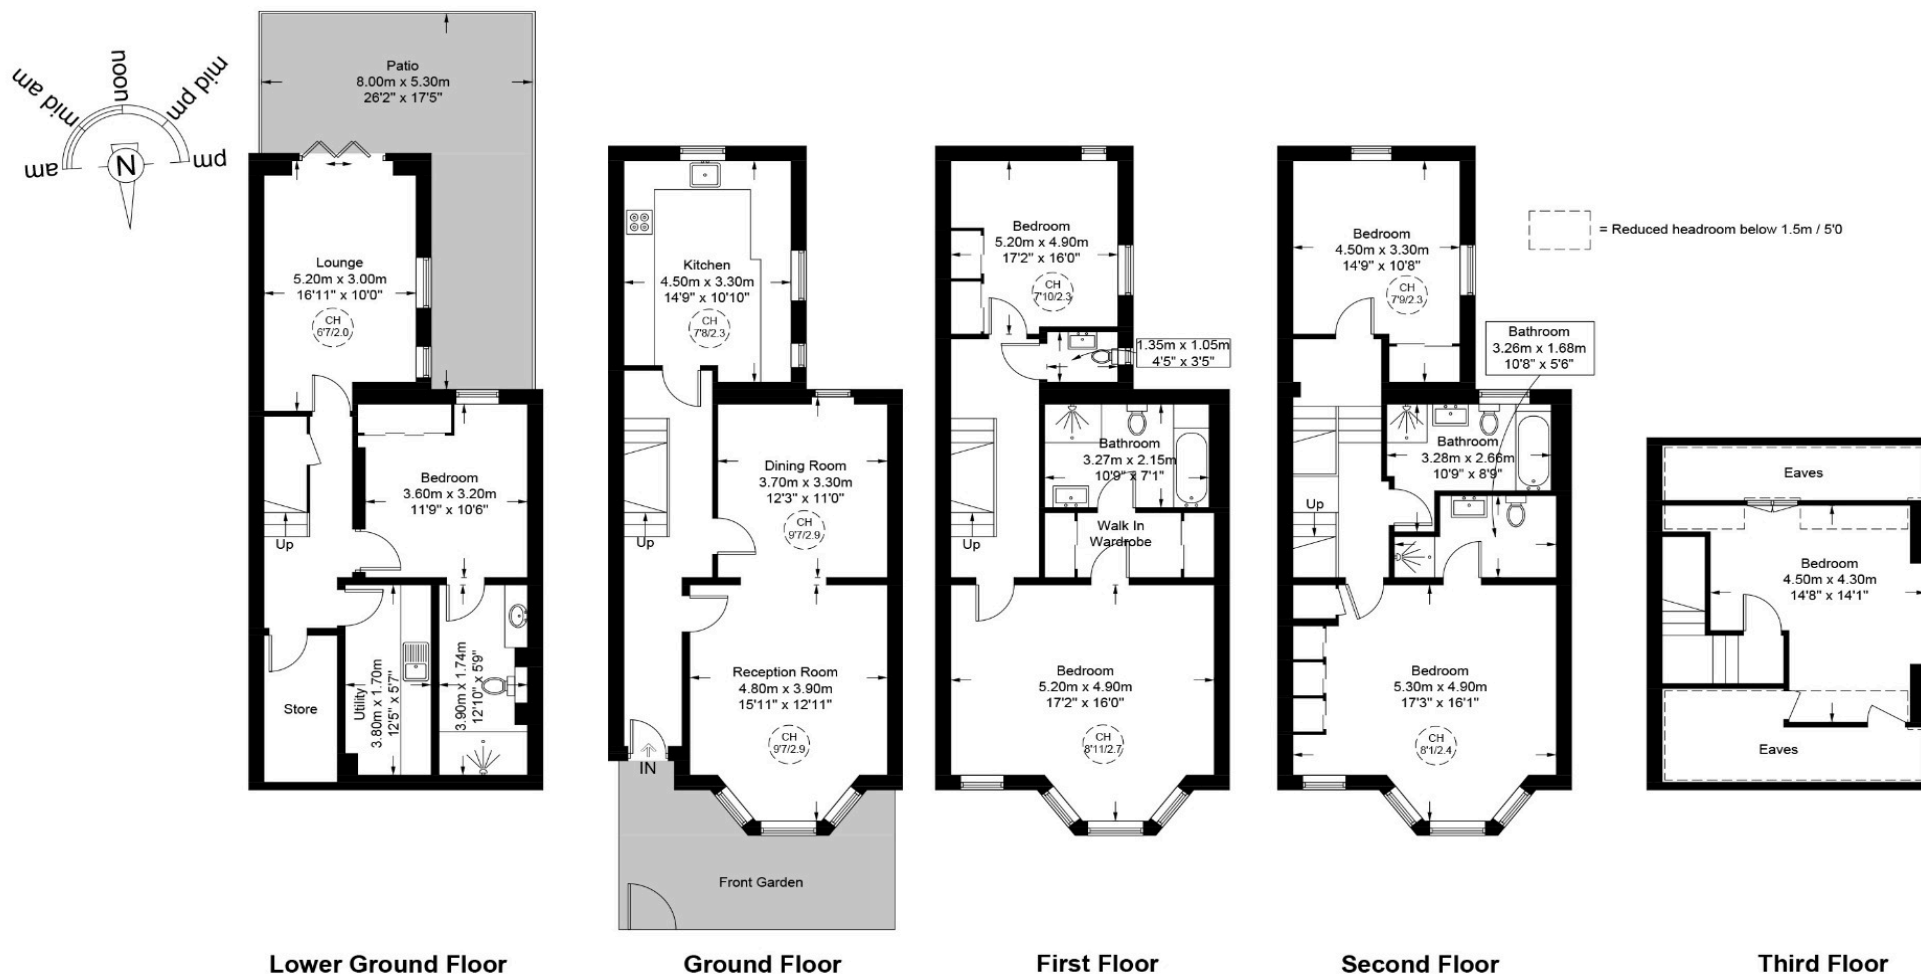 am
mid am
noon
mid pm
pm
N
Patio
8.00m x 5.30m
26'2" x 17'5"
Lounge
5.20m x 3.00m
16'11" x 10'0"
CH
6'7/2.0
Bedroom
3.60m x 3.20m
11'9" x 10'6"
Up
Store
Utility
3.80m x 1.70m
12'5" x 5'7"
3.90m x 1.74m
12'10" x 5'9"
Lower Ground Floor
Kitchen
4.50m x 3.30m
14'9" x 10'10"
CH
7'8/2.3
Dining Room
3.70m x 3.30m
12'3" x 11'0"
CH
9'7/2.9
Up
Reception Room
4.80m x 3.90m
15'11" x 12'11"
CH
9'7/2.9
IN
Front Garden
Ground Floor
Bedroom
5.20m x 4.90m
17'2" x 16'0"
CH
7'10/2.3
1.35m x 1.05m
4'5" x 3'5"
Bathroom
3.27m x 2.15m
10'9" x 7'1"
Walk In
Wardrobe
Up
Bedroom
5.20m x 4.90m
17'2" x 16'0"
CH
8'11/2.7
First Floor
Bedroom
4.50m x 3.30m
14'9" x 10'8"
CH
7'9/2.3
Bathroom
3.26m x 1.68m
10'8" x 5'6"
Bathroom
3.28m x 2.66m
10'9" x 8'9"
Up
Bedroom
5.30m x 4.90m
17'3" x 16'1"
CH
8'1/2.4
Second Floor
= Reduced headroom below 1.5m / 5'0
Eaves
Bedroom
4.50m x 4.30m
14'8" x 14'1"
Eaves
Third Floor